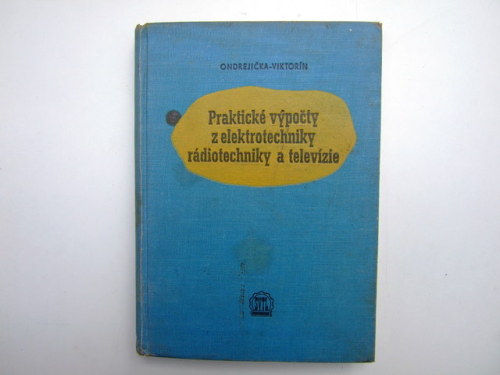 ONDREJIČKA-VIKTORÍN
Praktické výpočty
z elektrotechniky
rádiotechniky a televízie